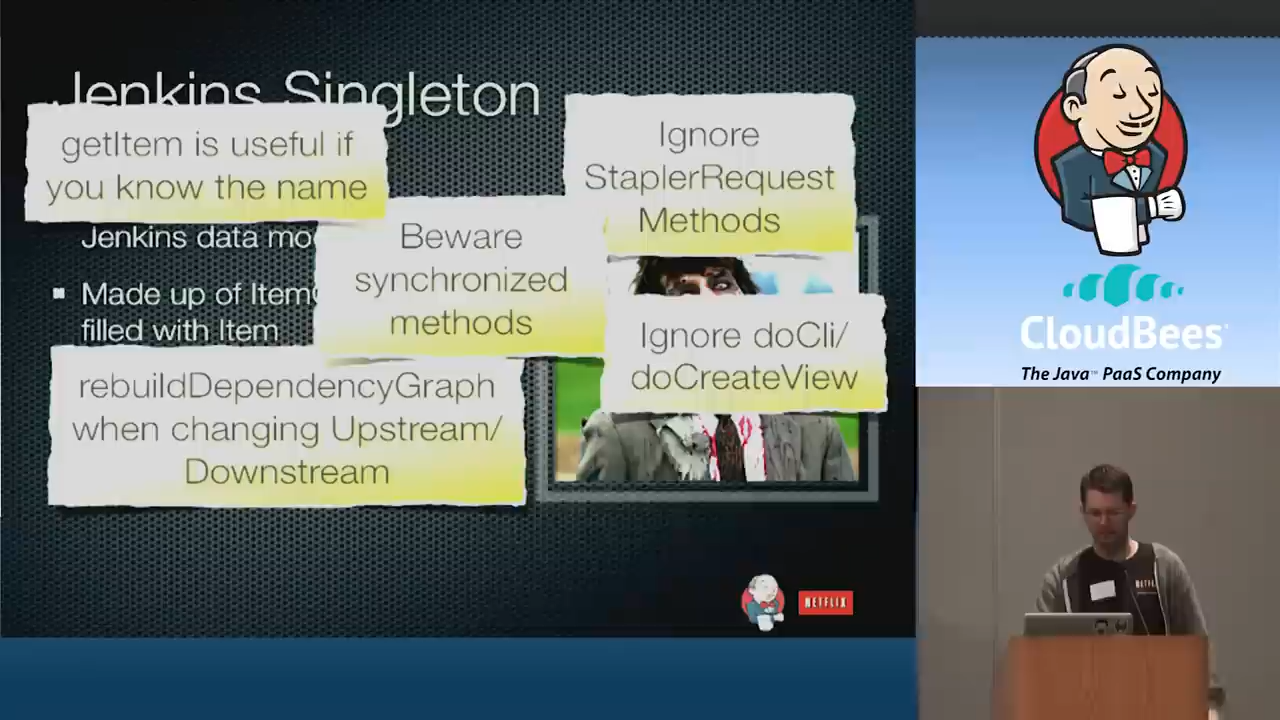 Jenkins Singleton
getItem is useful if
you know the name
Jenkins data mo
Made up of Item
filled with Item
Beware
synchronized
methods
Ignore
StaplerRequest
Methods
Ignore doCli/
doCreateView
rebuildDependencyGraph
when changing Upstream/
Downstream
NETFLIX
CloudBees
The Java™ PaaS Company
NETFLIX